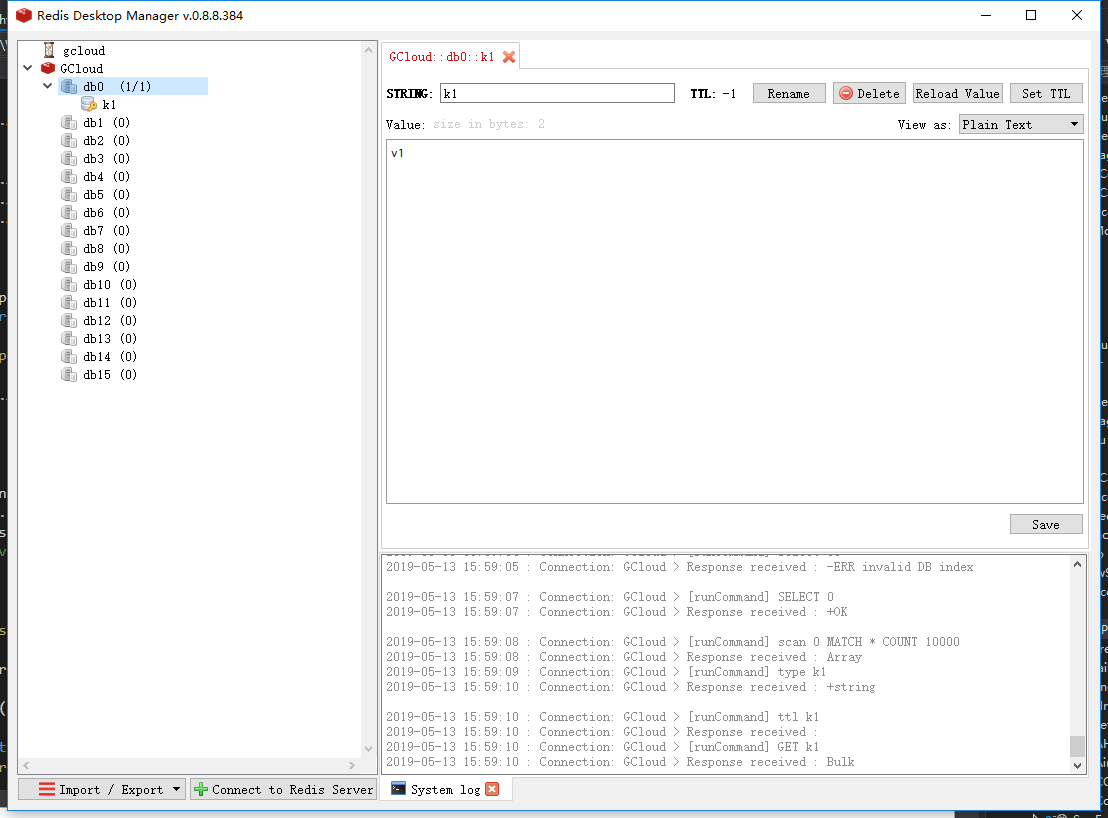 Redis Desktop Manager v.0.8.8.384
gcloud
GCloud
db0 (1/1)
k1
db1 (0)
db2 (0)
db3 (0)
db4 (0)
db5 (0)
db6 (0)
db7 (0)
db8 (0)
db9 (0)
db10 (0)
db11 (0)
db12 (0)
db13 (0)
db14 (0)
db15 (0)
Import / Export
Connect to Redis Server
GCloud::db0::k1
STRING: k1 TTL: -1 Rename Delete Reload Value Set TTL
Value: size in bytes: 2 View as: Plain Text
v1
Save
2019-05-13 15:59:05 : Connection: GCloud > Response received : -ERR invalid DB index
2019-05-13 15:59:07 : Connection: GCloud > [runCommand] SELECT 0
2019-05-13 15:59:07 : Connection: GCloud > Response received : +OK
2019-05-13 15:59:08 : Connection: GCloud > [runCommand] scan 0 MATCH * COUNT 10000
2019-05-13 15:59:08 : Connection: GCloud > Response received : Array
2019-05-13 15:59:09 : Connection: GCloud > [runCommand] type k1
2019-05-13 15:59:10 : Connection: GCloud > Response received : +string
2019-05-13 15:59:10 : Connection: GCloud > [runCommand] ttl k1
2019-05-13 15:59:10 : Connection: GCloud > Response received :
2019-05-13 15:59:10 : Connection: GCloud > [runCommand] GET k1
2019-05-13 15:59:10 : Connection: GCloud > Response received : Bulk
System log